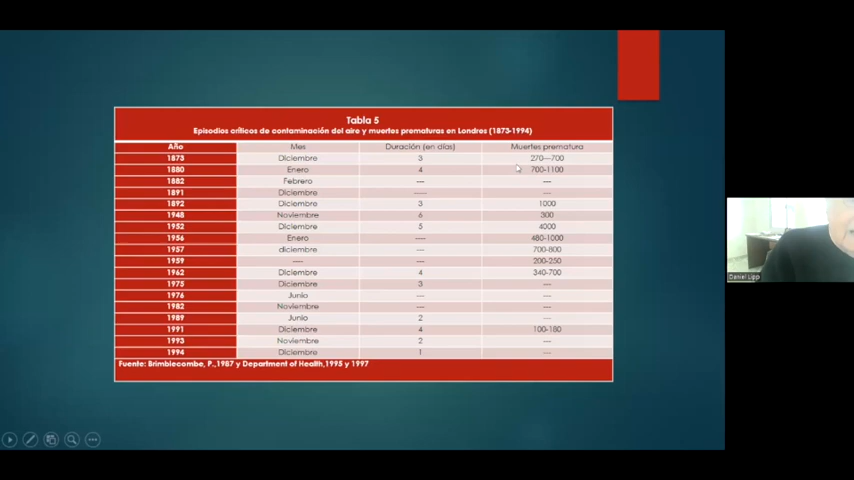 Tabla 5
Episodios críticos de contaminación del aire y muertes prematuras en Londres (1873-1994)
Año Mes Duración (en días) Muertes prematura
1873 Diciembre 3 270—700
1880 Enero 4 700-1100
1882 Febrero --- ---
1891 Diciembre ----- ---
1892 Diciembre 3 1000
1948 Noviembre 6 300
1952 Diciembre 5 4000
1956 Enero ---- 480-1000
1957 diciembre --- 700-800
1959 ---- --- 200-250
1962 Diciembre 4 340-700
1975 Diciembre 3 ---
1976 Junio --- ---
1982 Noviembre --- ---
1989 Junio 2 ---
1991 Diciembre 4 100-180
1993 Noviembre 2 ---
1994 Diciembre 1 ---
Fuente: Brimblecombe, P.,1987 y Department of Health,1995 y 1997
Daniel Lipp